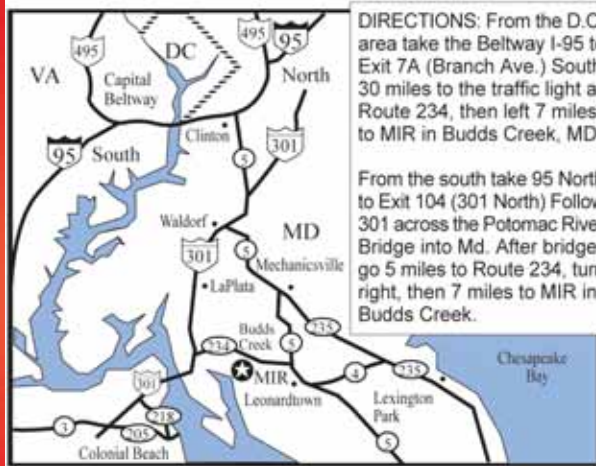 DIRECTIONS: From the D.C.
area take the Beltway I-95 to
Exit 7A (Branch Ave.) South
30 miles to the traffic light at
Route 234, then left 7 miles
to MIR in Budds Creek, MD.
From the south take 95 North
to Exit 104 (301 North) Follow
301 across the Potomac River
Bridge into Md. After bridge
go 5 miles to Route 234, turn
right, then 7 miles to MIR in
Budds Creek.
495
DC
495
95
VA
Capital
Beltway
North
Clinton
95
South
5
301
Waldorf
MD
301
5
Mechanicsville
LaPlata
Budds
Creek
234
5
235
MIR
Leonardtown
4
235
Chesapeake
Bay
301
Lexington
Park
3
218
205
5
Colonial Beach